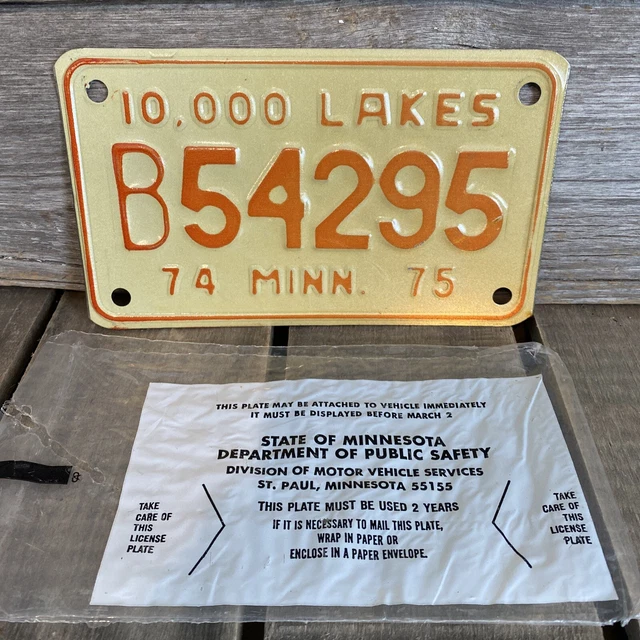 10,000 LAKES
B54295
74 MINN. 75
THIS PLATE MAY BE ATTACHED TO VEHICLE IMMEDIATELY
IT MUST BE DISPLAYED BEFORE MARCH 2
STATE OF MINNESOTA
DEPARTMENT OF PUBLIC SAFETY
DIVISION OF MOTOR VEHICLE SERVICES
ST. PAUL, MINNESOTA 55155
THIS PLATE MUST BE USED 2 YEARS
IF IT IS NECESSARY TO MAIL THIS PLATE,
WRAP IN PAPER OR
ENCLOSE IN A PAPER ENVELOPE.
TAKE
CARE OF
THIS
LICENSE
PLATE
TAKE
CARE OF
THIS
LICENSE
PLATE